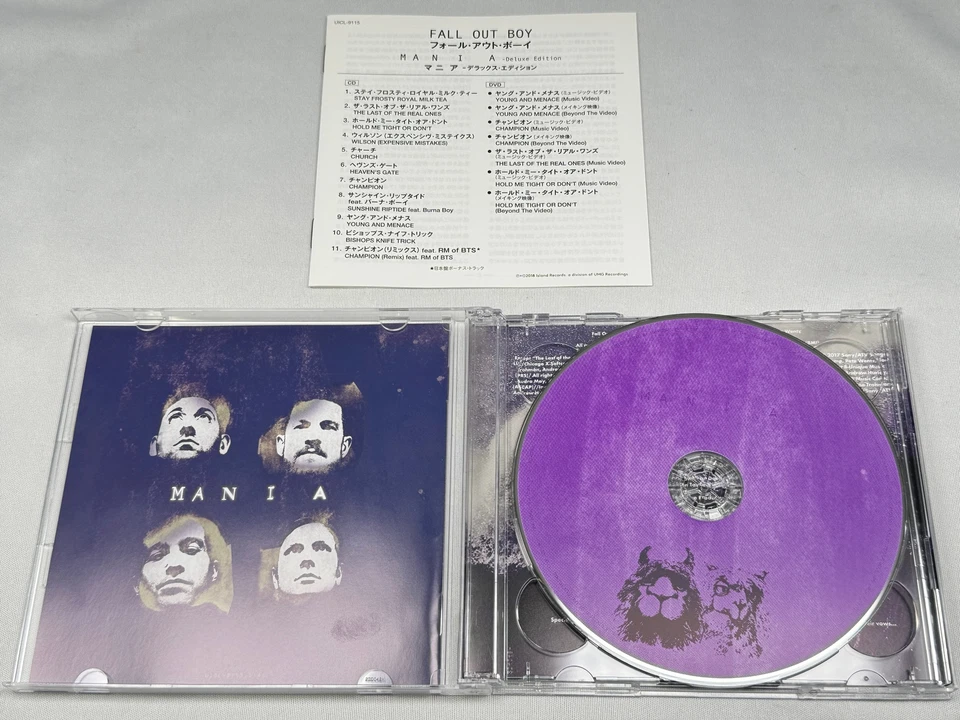 UICL-9115
FALL OUT BOY
フォール・アウト・ボーイ
M A N I A -Deluxe Edition
マニア -デラックス・エディション
CD
1. ステイ・フロスティ・ロイヤル・ミルク・ティー
STAY FROSTY ROYAL MILK TEA
2. ザ・ラスト・オブ・ザ・リアル・ワンズ
THE LAST OF THE REAL ONES
3. ホールド・ミー・タイト・オア・ドント
HOLD ME TIGHT OR DON'T
4. ウィルソン（エクスペンシヴ・ミステイクス）
WILSON (EXPENSIVE MISTAKES)
5. チャーチ
CHURCH
6. ヘヴンズ・ゲート
HEAVEN'S GATE
7. チャンピオン
CHAMPION
8. サンシャイン・リップタイド
feat. バーナ・ボーイ
SUNSHINE RIPTIDE feat. Burna Boy
9. ヤング・アンド・メナス
YOUNG AND MENACE
10. ビショップス・ナイフ・トリック
BISHOPS KNIFE TRICK
11. チャンピオン（リミックス）feat. RM of BTS*
CHAMPION (Remix) feat. RM of BTS
●日本盤ボーナス・トラック
DVD
● ヤング・アンド・メナス（ミュージック・ビデオ）
YOUNG AND MENACE (Music Video)
● ヤング・アンド・メナス（メイキング映像）
YOUNG AND MENACE (Beyond The Video)
● チャンピオン（ミュージック・ビデオ）
CHAMPION (Music Video)
● チャンピオン（メイキング映像）
CHAMPION (Beyond The Video)
● ザ・ラスト・オブ・ザ・リアル・ワンズ
（ミュージック・ビデオ）
THE LAST OF THE REAL ONES (Music Video)
● ホールド・ミー・タイト・オア・ドント
（ミュージック・ビデオ）
HOLD ME TIGHT OR DON'T (Music Video)
● ホールド・ミー・タイト・オア・ドント
（メイキング映像）
HOLD ME TIGHT OR DON'T
(Beyond The Video)
℗+©2018 Island Records, a division of UMG Recordings
MANIA
M A N I A